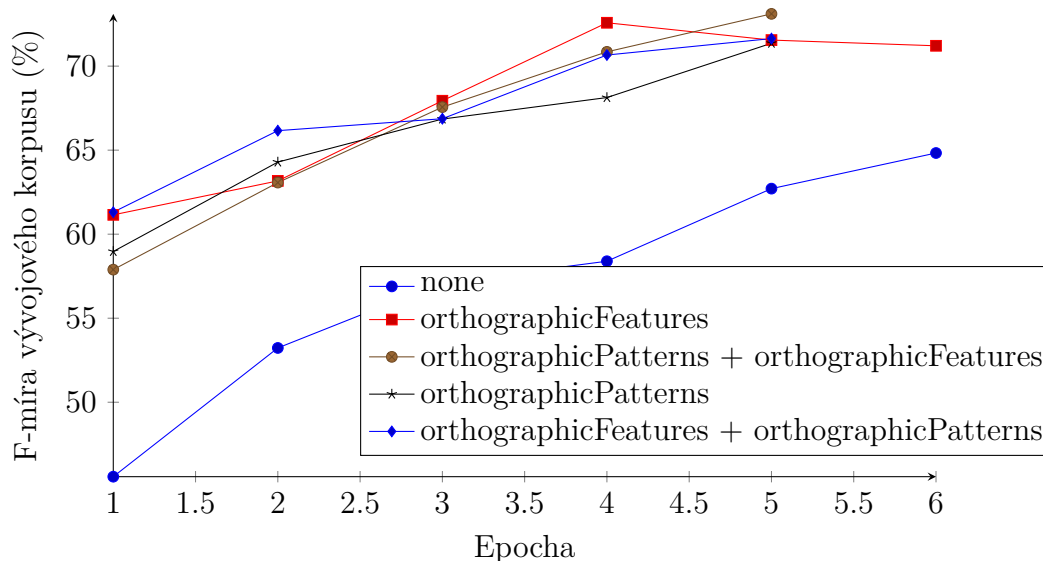 F-míra vývojového korpusu (%)
70
65
60
55
50
none
orthographicFeatures
orthographicPatterns + orthographicFeatures
orthographicPatterns
orthographicFeatures + orthographicPatterns
1 1.5 2 2.5 3 3.5 4 4.5 5 5.5 6
Epocha